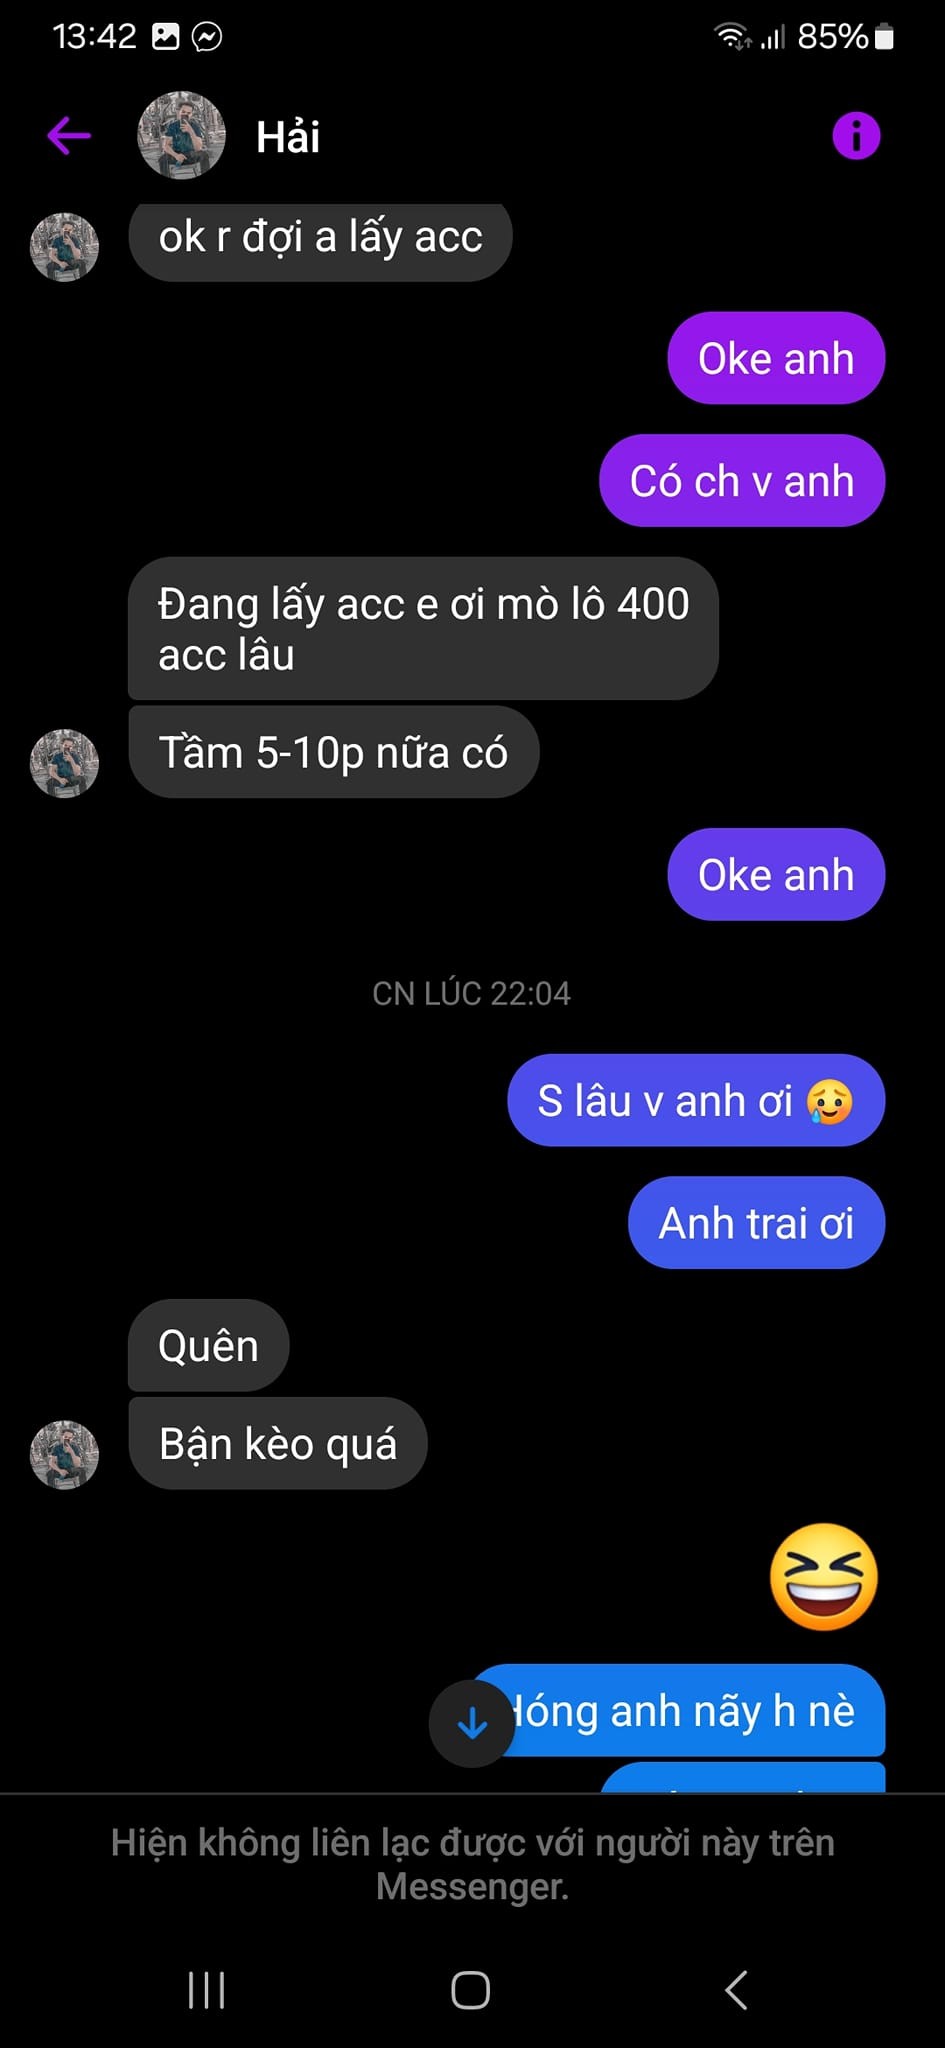 13:42
85%
Hải
ok r đợi a lấy acc
Oke anh
Có ch v anh
Đang lấy acc e ơi mò lô 400
acc lâu
Tầm 5-10p nữa có
Oke anh
CN LÚC 22:04
S lâu v anh ơi 🥲
Anh trai ơi
Quên
Bận kèo quá
😆
Hóng anh nãy h nè
Hiện không liên lạc được với người này trên
Messenger.